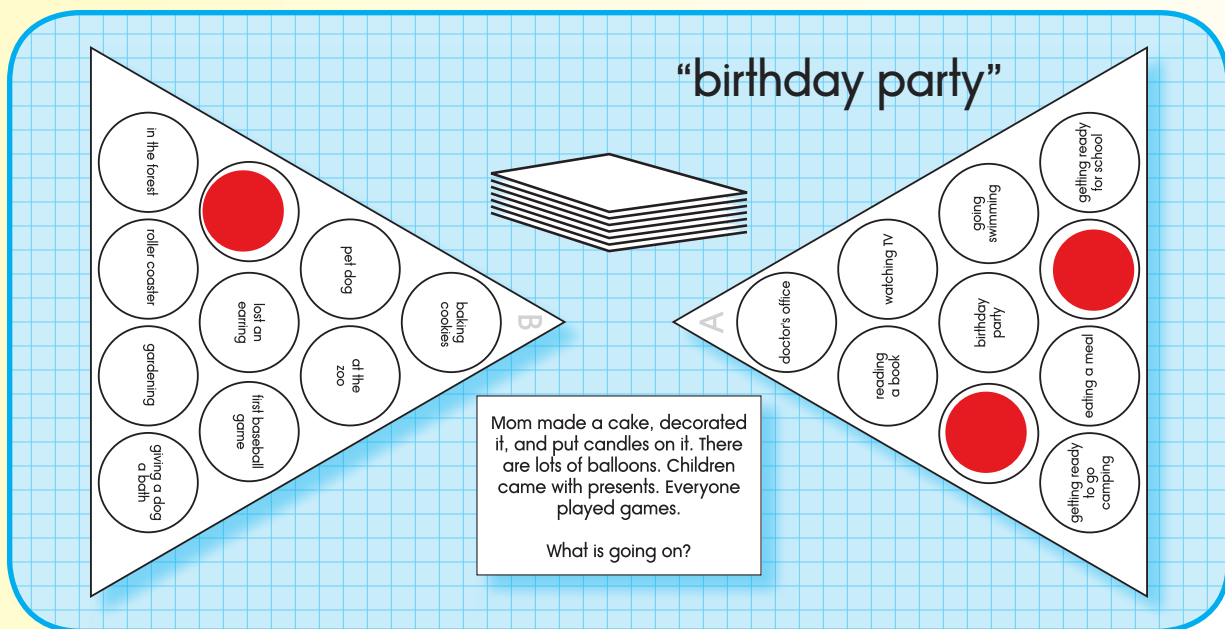 “birthday party”
in the forest
roller coaster
gardening
giving a dog
a bath
lost an
earring
first baseball
game
pet dog
at the
zoo
baking
cookies
B
A
doctor's office
watching TV
reading
a book
going
swimming
birthday
party
getting ready
for school
eating a meal
getting ready
to go
camping
Mom made a cake, decorated
it, and put candles on it. There
are lots of balloons. Children
came with presents. Everyone
played games.
What is going on?